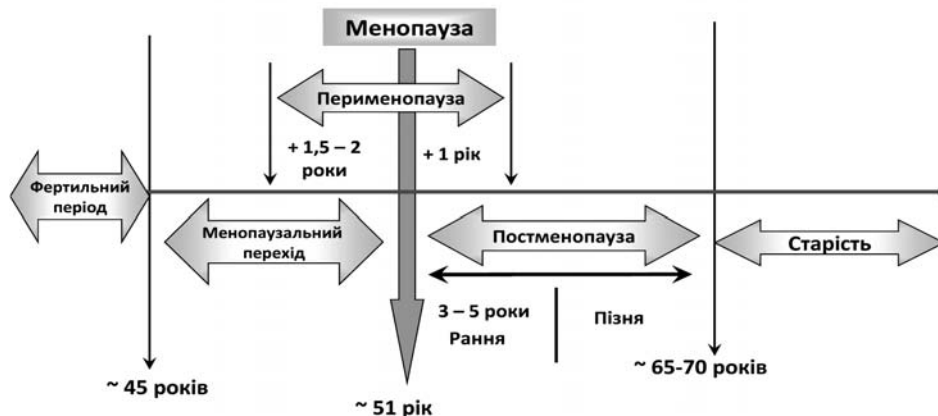 Менопауза
Перименопауза
+ 1,5 – 2
роки
+ 1 рік
Фертильний
період
Менопаузальний
перехід
Постменопауза
Старість
3 – 5 роки
Рання
Пізня
~ 45 років
~ 51 рік
~ 65-70 років